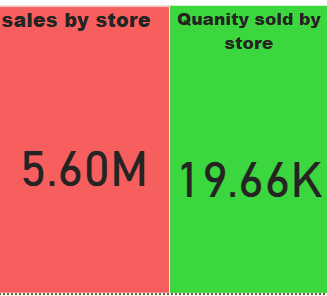 sales by store
Quanity sold by
store
5.60M
19.66K